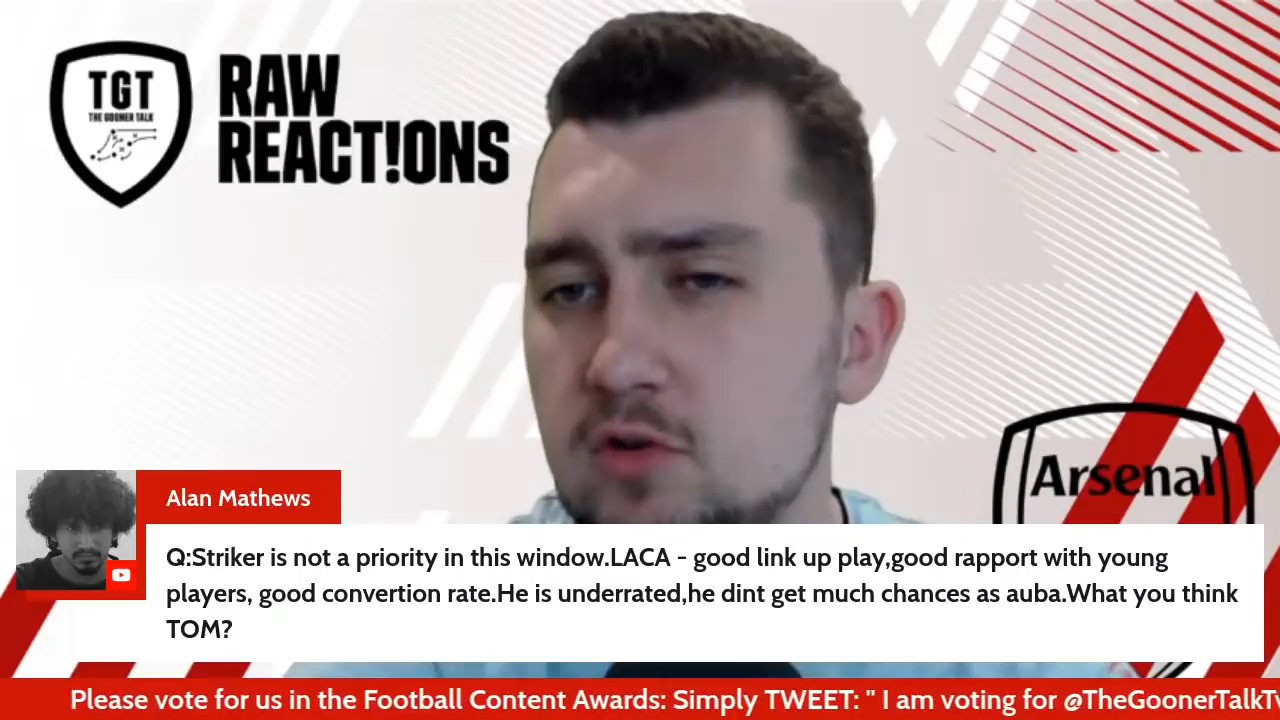 TGT
THE GOONER TALK
RAW
REACT!ONS
Arsenal
Alan Mathews
Q:Striker is not a priority in this window.LACA - good link up play,good rapport with young
players, good convertion rate.He is underrated,he dint get much chances as auba.What you think
TOM?
Please vote for us in the Football Content Awards: Simply TWEET: " I am voting for @TheGoonerTalkTv